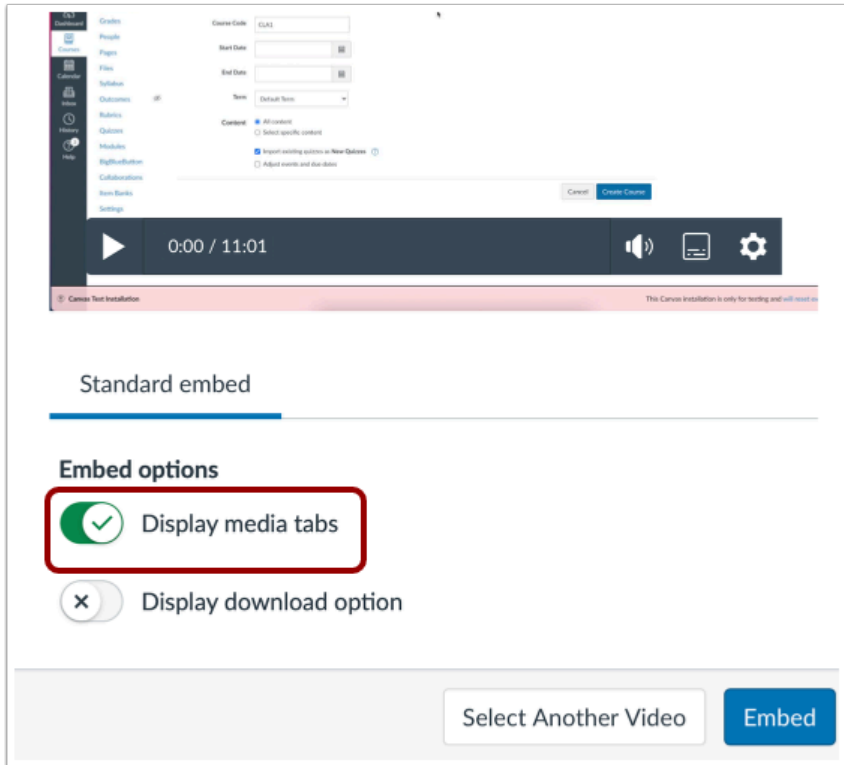 Dashboard
Courses
Calendar
Inbox
History
Help
Grades
People
Pages
Files
Syllabus
Outcomes
Rubrics
Quizzes
Modules
BigBlueButton
Collaborations
Item Banks
Settings
Course Code CLK1
Start Date
End Date
Term Default Term
Content All content
Select specific content
Import existing quizzes as New Quizzes
Adjust events and due dates
Cancel Create Course
0:00 / 11:01
Canvas Test Installation This Canvas installation is only for testing and will reset
Standard embed
Embed options
Display media tabs
Display download option
Select Another Video Embed